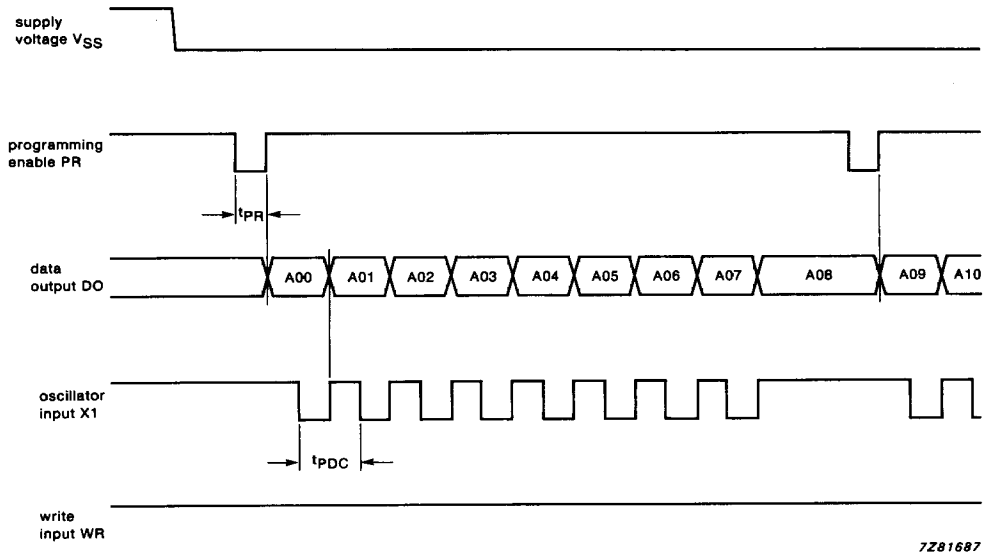 supply
voltage VSS
programming
enable PR
tPR
data
output DO
A00 A01 A02 A03 A04 A05 A06 A07 A08 A09 A10
oscillator
input X1
tPDC
write
input WR
7Z81687